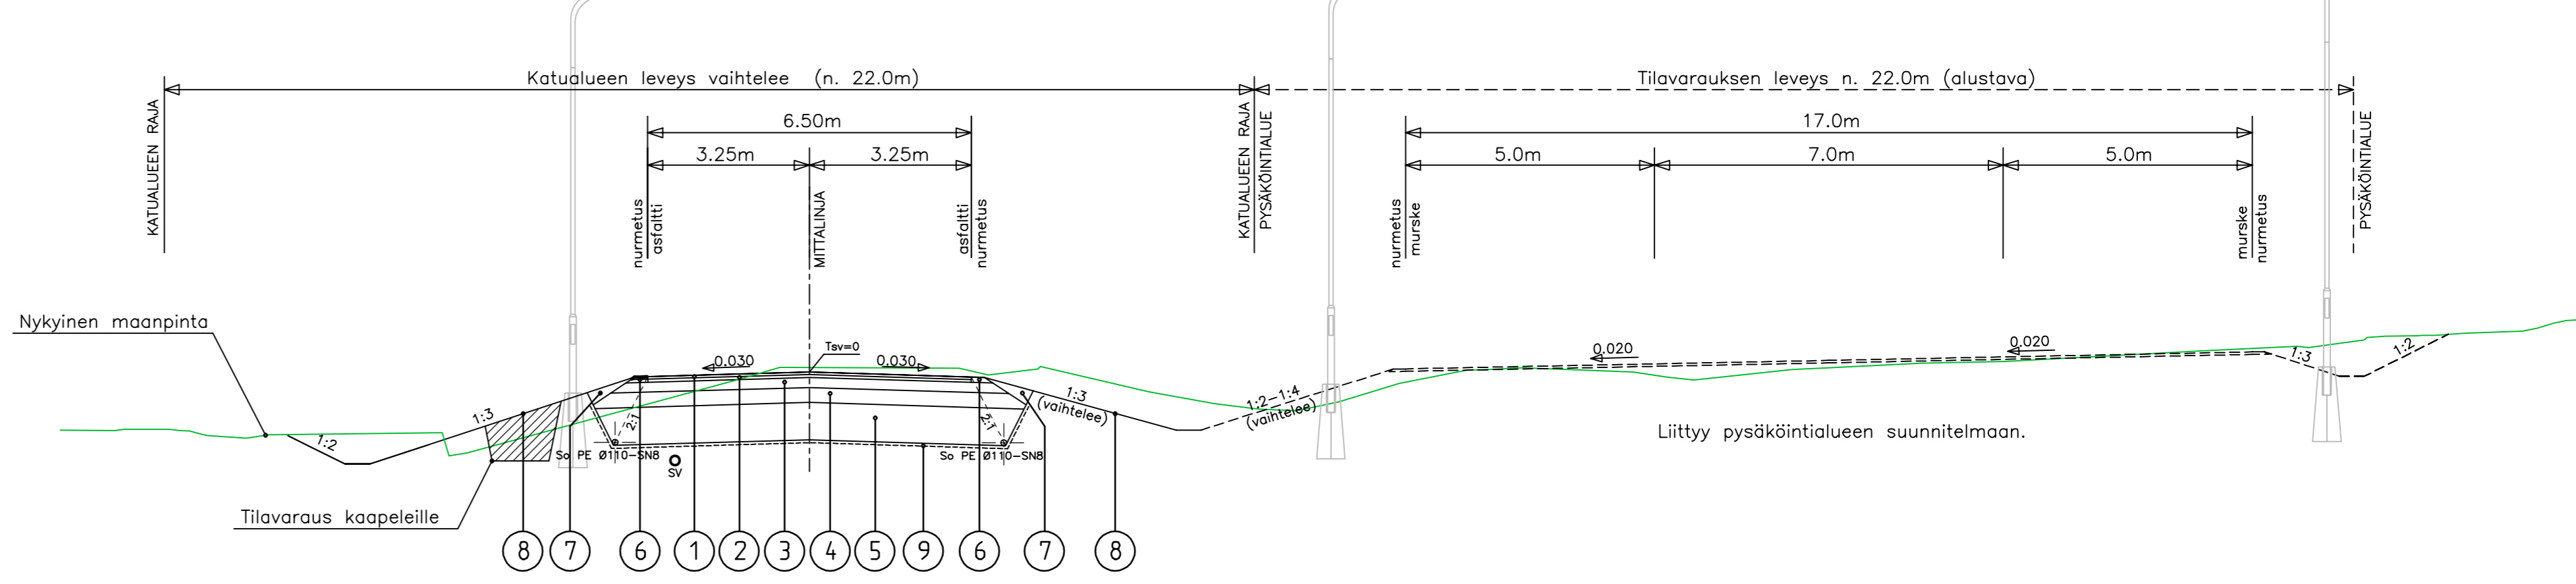 Katualueen leveys vaihtelee (n. 22.0m)
Tilavarauksen leveys n. 22.0m (alustava)
KATUALUEEN RAJA
6.50m
3.25m
3.25m
nurmetus
asfaltti
MITTALINJA
asfaltti
nurmetus
KATUALUEEN RAJA
PYSÄKÖINTIALUE
17.0m
5.0m
7.0m
5.0m
nurmetus
murske
murske
nurmetus
PYSÄKÖINTIALUE
Nykyinen maanpinta
Tsv=0
0.030
0.030
0.020
0.020
1:2
1:3
2:1
2:1
1:3
(vaihtelee)
1:2-1:4
(vaihtelee)
1:3
1:2
So PE Ø110-SN8
SV
So PE Ø110-SN8
Liittyy pysäköintialueen suunnitelmaan.
Tilavaraus kaapeleille
8 7 6 1 2 3 4 5 9 6 7 8